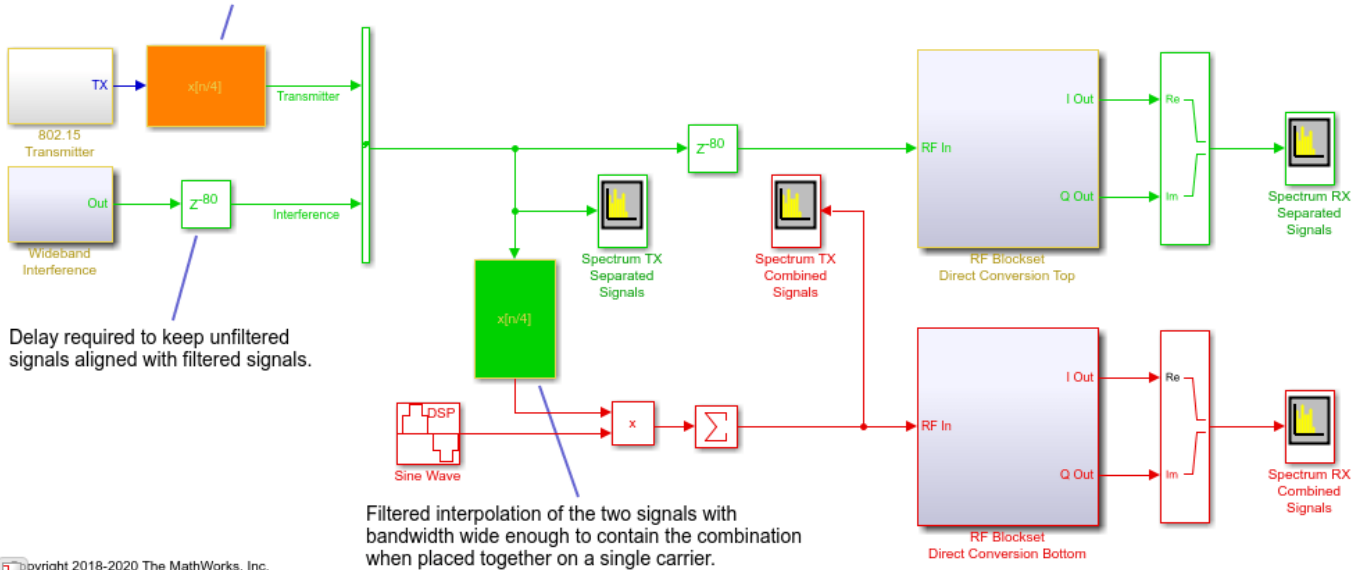 TX
x[n/4]
Transmitter
802.15
Transmitter
Out
z-80
Interference
Wideband
Interference
Delay required to keep unfiltered
signals aligned with filtered signals.
z-80
Spectrum TX
Separated
Signals
Spectrum TX
Combined
Signals
RF In
I Out
Q Out
RF Blockset
Direct Conversion Top
Re
Im
Spectrum RX
Separated
Signals
x[n/4]
DSP
Sine Wave
x
Σ
RF In
I Out
Q Out
RF Blockset
Direct Conversion Bottom
Re
Im
Spectrum RX
Combined
Signals
Filtered interpolation of the two signals with
bandwidth wide enough to contain the combination
when placed together on a single carrier.
pyright 2018-2020 The MathWorks, Inc.